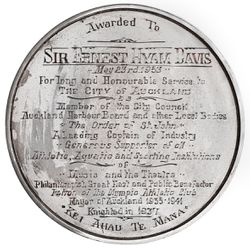 Awarded To
SIR ERNEST HYAM DAVIS
May 23rd 1955
For long and Honourable Service to
THE CITY of AUCKLAND
as
Member of the City Council
Auckland Harbour Board and other Local Bodies
The Order of St. John
A Leading Captain of Industry
Generous Supporter of all
Athletic, Aquatic and Sporting Institutions
of
Music and the Theatre
Philanthropist, Great Host and Public Benefactor
Patron of the Olympic Athletic Club
Mayor of Auckland 1935-1941
Knighted in 1937
"KEI AHAU TE MANA"